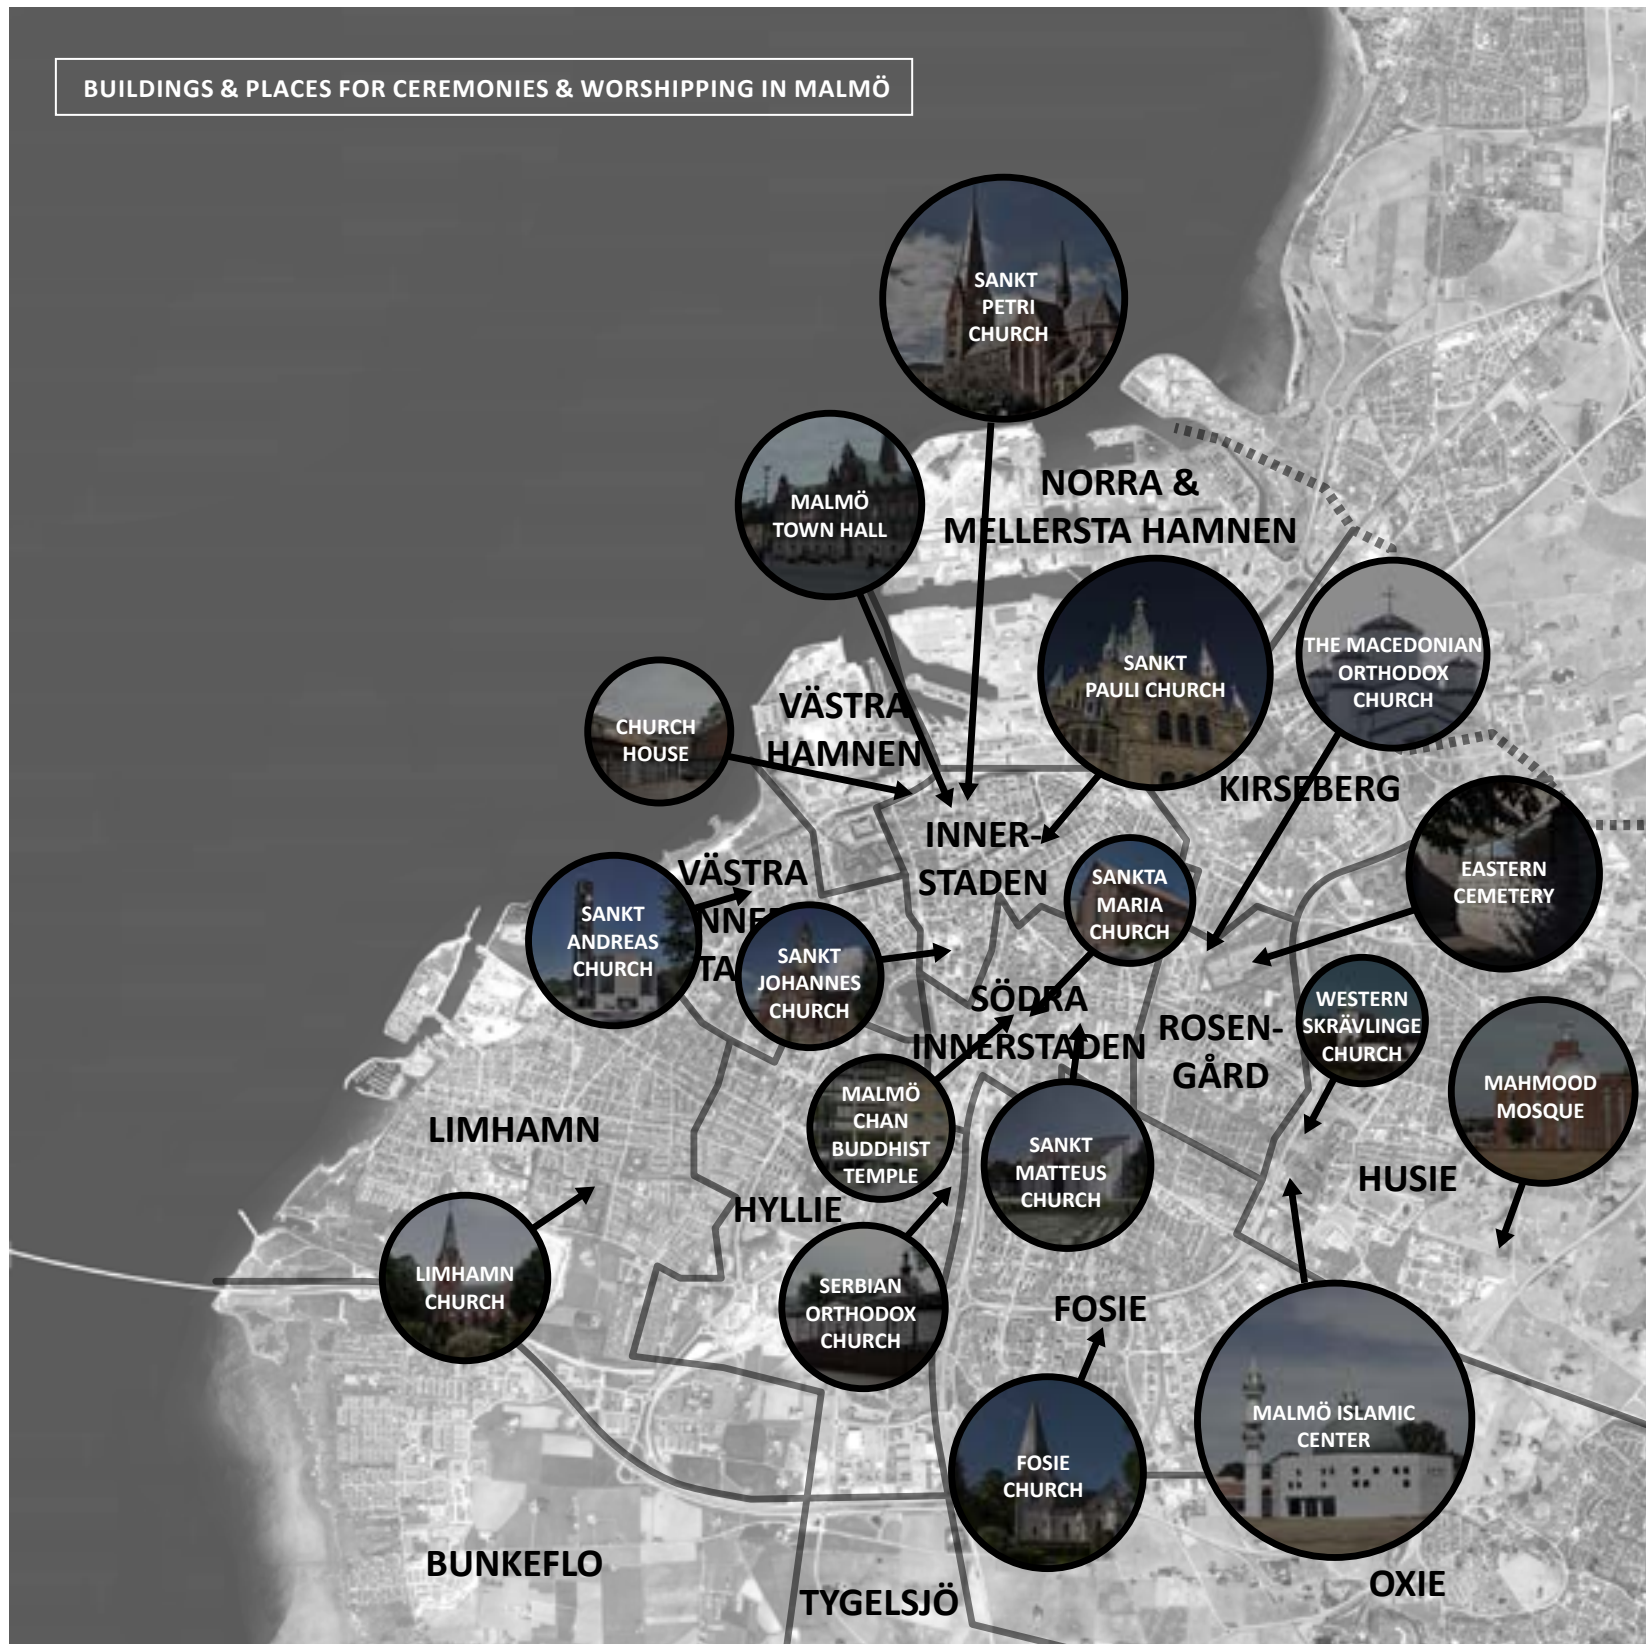 BUILDINGS & PLACES FOR CEREMONIES & WORSHIPPING IN MALMÖ
SANKT
PETRI
CHURCH
MALMÖ
TOWN HALL
NORRA &
MELLERSTA HAMNEN
SANKT
PAULI CHURCH
THE MACEDONIAN
ORTHODOX
CHURCH
CHURCH
HOUSE
VÄSTRA
HAMNEN
KIRSEBERG
INNER-
STADEN
SANKTA
MARIA
CHURCH
EASTERN
CEMETERY
VÄSTRA
SANKT
ANDREAS
CHURCH
SANKT
JOHANNES
CHURCH
SÖDRA
INNERSTADEN
ROSEN-
GÅRD
WESTERN
SKRÄVLINGE
CHURCH
MAHMOOD
MOSQUE
MALMÖ
CHAN
BUDDHIST
TEMPLE
SANKT
MATTEUS
CHURCH
LIMHAMN
HUSIE
HYLLIE
LIMHAMN
CHURCH
SERBIAN
ORTHODOX
CHURCH
FOSIE
MALMÖ ISLAMIC
CENTER
FOSIE
CHURCH
BUNKEFLO
TYGELSJÖ
OXIE